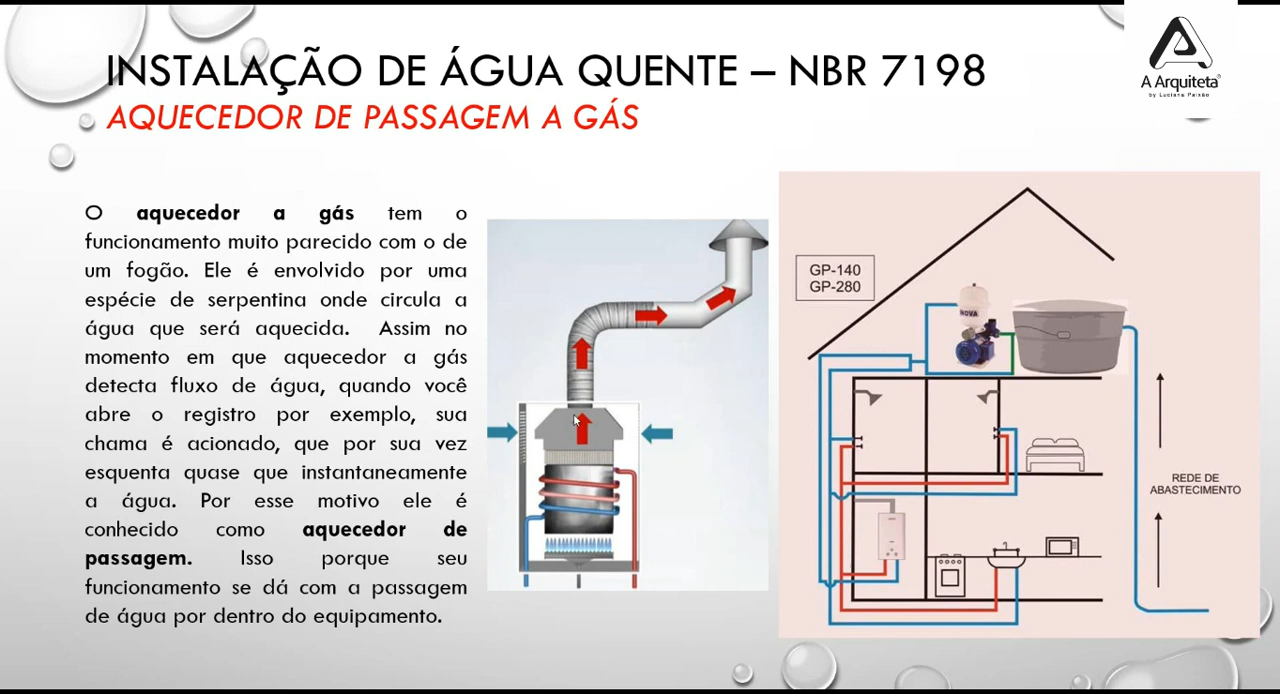 INSTALAÇÃO DE ÁGUA QUENTE – NBR 7198
AQUECEDOR DE PASSAGEM A GÁS
A Arquiteta®
by Luciana Paixão
O aquecedor a gás tem o
funcionamento muito parecido com o de
um fogão. Ele é envolvido por uma
espécie de serpentina onde circula a
água que será aquecida. Assim no
momento em que aquecedor a gás
detecta fluxo de água, quando você
abre o registro por exemplo, sua
chama é acionado, que por sua vez
esquenta quase que instantaneamente
a água. Por esse motivo ele é
conhecido como aquecedor de
passagem. Isso porque seu
funcionamento se dá com a passagem
de água por dentro do equipamento.
GP-140
GP-280
NOVA
REDE DE
ABASTECIMENTO